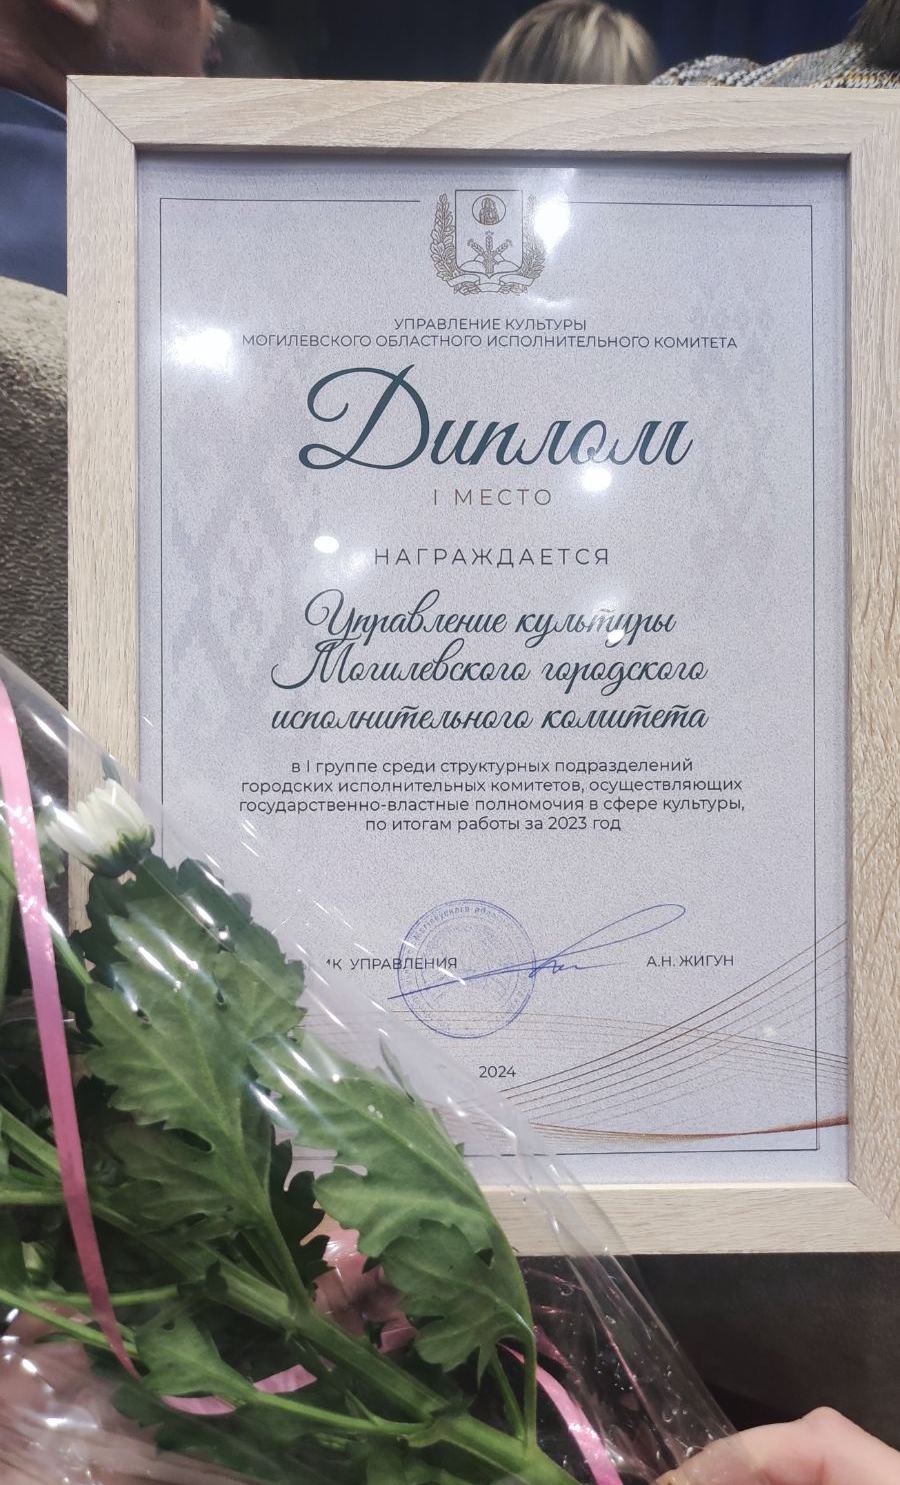 УПРАВЛЕНИЕ КУЛЬТУРЫ
МОГИЛЕВСКОГО ОБЛАСТНОГО ИСПОЛНИТЕЛЬНОГО КОМИТЕТА
Диплом
I МЕСТО
НАГРАЖДАЕТСЯ
Управление культуры
Могилевского городского
исполнительного комитета
в I группе среди структурных подразделений
городских исполнительных комитетов, осуществляющих
государственно-властные полномочия в сфере культуры,
по итогам работы за 2023 год
УПРАВЛЕНИЯ
А.Н. ЖИГУН
2024